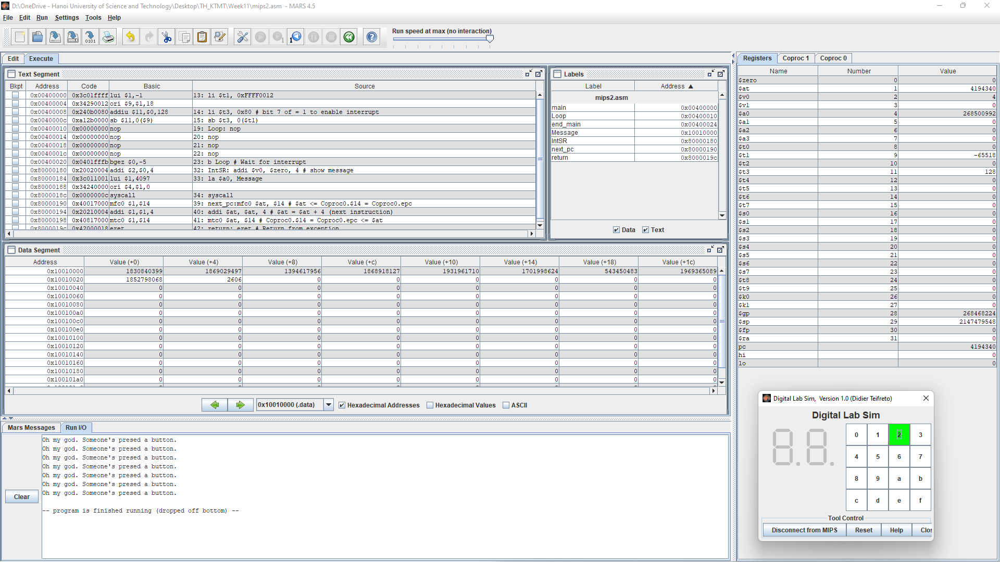 D:\OneDrive - Hanoi University of Science and Technology\Desktop\TH_KTMT\Week11\mips2.asm - MARS 4.5
File Edit Run Settings Tools Help
Run speed at max (no interaction)
Edit Execute
Text Segment
Bkpt Address Code Basic Source
0x00400000 0x3c01ffff lui $1,-1 13: li $t1, 0xFFFF0012
0x00400004 0x34290012 ori $9,$1,18
0x00400008 0x240b0080 addiu $11,$0,128 14: li $t3, 0x80 # bit 7 of = 1 to enable interrupt
0x0040000c 0xa12b0000 sb $11,0($9) 15: sb $t3, 0($t1)
0x00400010 0x00000000 nop 19: Loop: nop
0x00400014 0x00000000 nop 20: nop
0x00400018 0x00000000 nop 21: nop
0x0040001c 0x00000000 nop 22: nop
0x00400020 0x0401fffb bgez $0,-5 23: b Loop # Wait for interrupt
0x80000180 0x20020004 addi $2,$0,4 32: IntSR: addi $v0, $zero, 4 # show message
0x80000184 0x3c011001 lui $1,4097 33: la $a0, Message
0x80000188 0x34240000 ori $4,$1,0
0x8000018c 0x0000000c syscall 34: syscall
0x80000190 0x40017000 mfc0 $1,$14 39: next_pc:mfc0 $at, $14 # $at <= Coproc0.$14 = Coproc0.epc
0x80000194 0x20210004 addi $1,$1,4 40: addi $at, $at, 4 # $at = $at + 4 (next instruction)
0x80000198 0x40817000 mtc0 $1,$14 41: mtc0 $at, $14 # Coproc0.$14 = Coproc0.epc <= $at
0x8000019c 0x42000018 eret 42: return: eret # Return from exception
Labels
Label Address ▲
mips2.asm
main 0x00400000
Loop 0x00400010
end_main 0x00400024
Message 0x10010000
IntSR 0x80000180
next_pc 0x80000190
return 0x8000019c
Data Text
Data Segment
Address Value (+0) Value (+4) Value (+8) Value (+c) Value (+10) Value (+14) Value (+18) Value (+1c)
0x10010000 1830840399 1869029497 1394617956 1868918127 1931961710 1701998624 543450483 1969365089
0x10010020 1852798068 2606 0 0 0 0 0 0
0x10010040 0 0 0 0 0 0 0 0
0x10010060 0 0 0 0 0 0 0 0
0x10010080 0 0 0 0 0 0 0 0
0x100100a0 0 0 0 0 0 0 0 0
0x100100c0 0 0 0 0 0 0 0 0
0x100100e0 0 0 0 0 0 0 0 0
0x10010100 0 0 0 0 0 0 0 0
0x10010120 0 0 0 0 0 0 0 0
0x10010140 0 0 0 0 0 0 0 0
0x10010160 0 0 0 0 0 0 0 0
0x10010180 0 0 0 0 0 0 0 0
0x100101a0 0 0 0 0 0 0 0 0
0x10010000 (.data) Hexadecimal Addresses Hexadecimal Values ASCII
Mars Messages Run I/O
Oh my god. Someone's presed a button.
Oh my god. Someone's presed a button.
Oh my god. Someone's presed a button.
Oh my god. Someone's presed a button.
Oh my god. Someone's presed a button.
Oh my god. Someone's presed a button.
Oh my god. Someone's presed a button.
-- program is finished running (dropped off bottom) --
Clear
Registers Coproc 1 Coproc 0
Name Number Value
$zero 0 0
$at 1 4194340
$v0 2 4
$v1 3 0
$a0 4 268500992
$a1 5 0
$a2 6 0
$a3 7 0
$t0 8 0
$t1 9 -65518
$t2 10 0
$t3 11 128
$t4 12 0
$t5 13 0
$t6 14 0
$t7 15 0
$s0 16 0
$s1 17 0
$s2 18 0
$s3 19 0
$s4 20 0
$s5 21 0
$s6 22 0
$s7 23 0
$t8 24 0
$t9 25 0
$k0 26 0
$k1 27 0
$gp 28 268468224
$sp 29 2147479548
$fp 30 0
$ra 31 0
pc 4194340
hi 0
lo 0
Digital Lab Sim, Version 1.0 (Didier Teifreto)
Digital Lab Sim
8.8.
0 1 2 3
4 5 6 7
8 9 a b
c d e f
Tool Control
Disconnect from MIPS Reset Help Clos